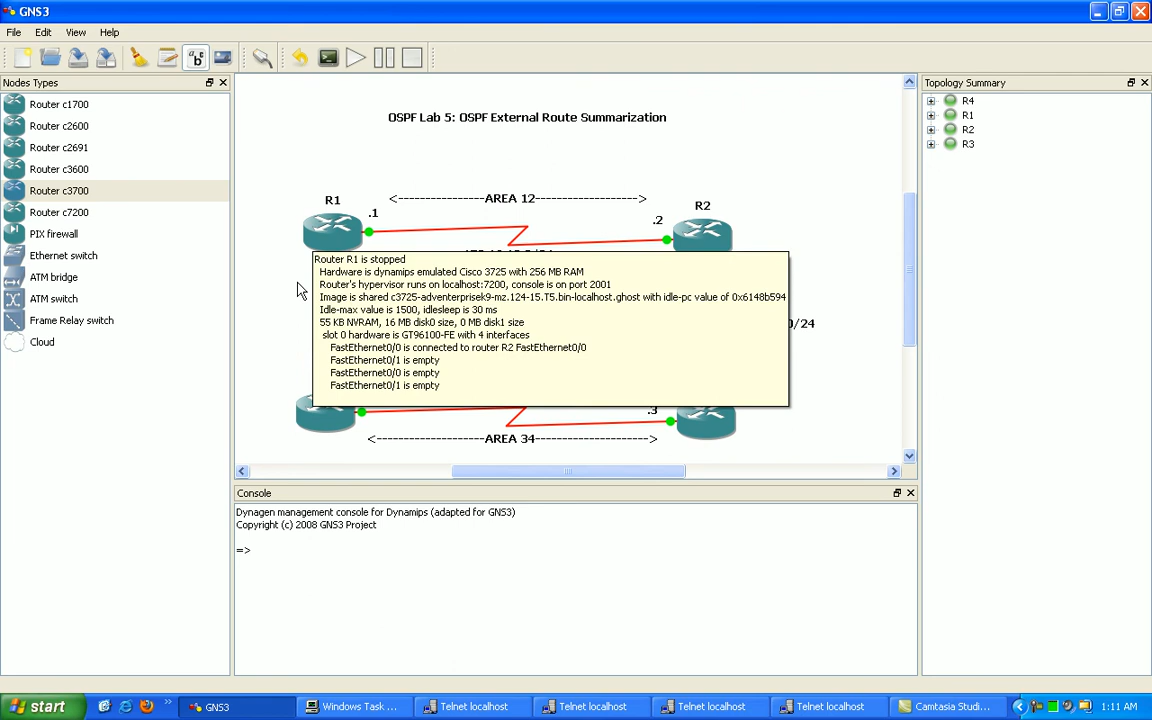 GNS3
File Edit View Help
Nodes Types
Router c1700
Router c2600
Router c2691
Router c3600
Router c3700
Router c7200
PIX firewall
Ethernet switch
ATM bridge
ATM switch
Frame Relay switch
Cloud
OSPF Lab 5: OSPF External Route Summarization
<----------------AREA 12---------------->
R1
R2
.1
.2
Router R1 is stopped
Hardware is dynamips emulated Cisco 3725 with 256 MB RAM
Router's hypervisor runs on localhost:7200, console is on port 2001
Image is shared c3725-adventerprisek9-mz.124-15.T5.bin-localhost.ghost with idle-pc value of 0x6148b594
Idle-max value is 1500, idlesleep is 30 ms
55 KB NVRAM, 16 MB disk0 size, 0 MB disk1 size
slot 0 hardware is GT96100-FE with 4 interfaces
FastEthernet0/0 is connected to router R2 FastEthernet0/0
FastEthernet0/1 is empty
FastEthernet0/0 is empty
FastEthernet0/1 is empty
0/24
.3
<----------------AREA 34---------------->
Topology Summary
R4
R1
R2
R3
Console
Dynagen management console for Dynamips (adapted for GNS3)
Copyright (c) 2008 GNS3 Project
=>
start
GNS3
Windows Task ...
Telnet localhost
Telnet localhost
Telnet localhost
Telnet localhost
Camtasia Studi...
1:11 AM